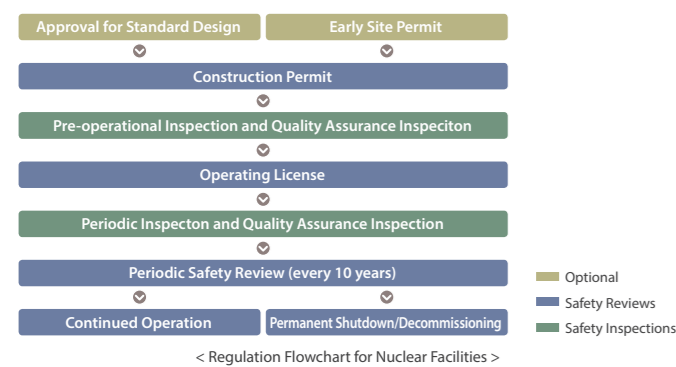 Approval for Standard Design
Early Site Permit
Construction Permit
Pre-operational Inspection and Quality Assurance Inspeciton
Operating License
Periodic Inspecton and Quality Assurance Inspection
Periodic Safety Review (every 10 years)
Continued Operation
Permanent Shutdown/Decommissioning
Optional
Safety Reviews
Safety Inspections
< Regulation Flowchart for Nuclear Facilities >